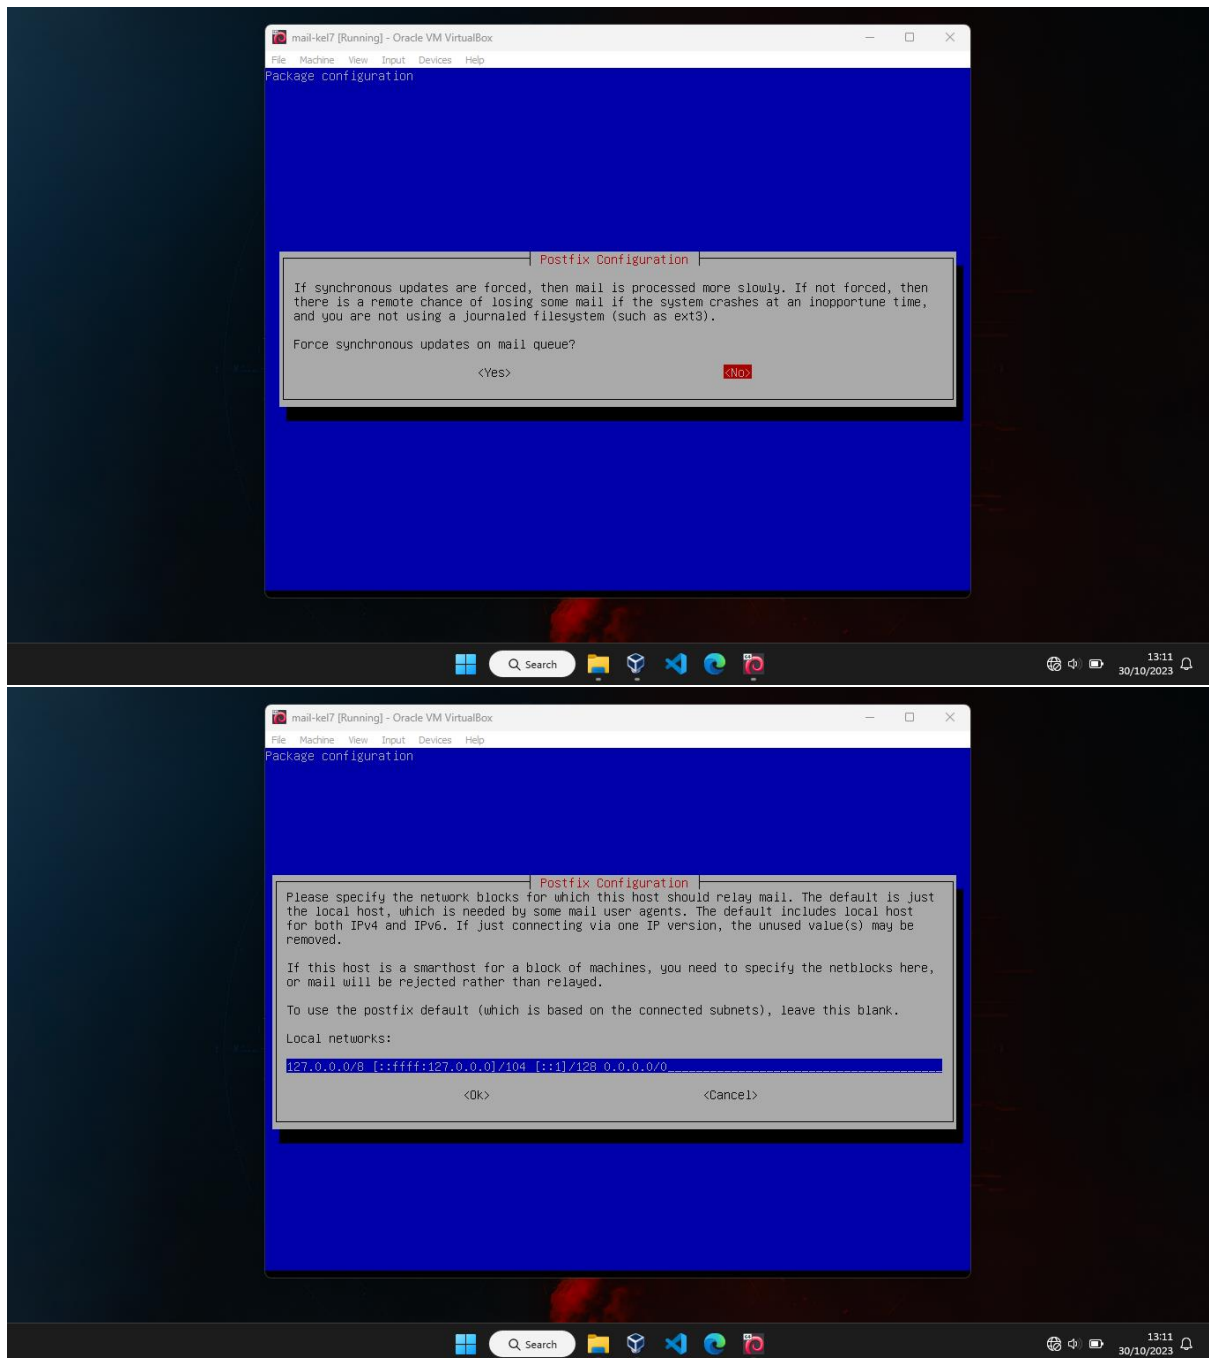 mail-kel7 [Running] - Oracle VM VirtualBox
File Machine View Input Devices Help
Package configuration
Postfix Configuration
If synchronous updates are forced, then mail is processed more slowly. If not forced, then
there is a remote chance of losing some mail if the system crashes at an inopportune time,
and you are not using a journaled filesystem (such as ext3).
Force synchronous updates on mail queue?
<Yes> <No>
Search
13:11
30/10/2023
mail-kel7 [Running] - Oracle VM VirtualBox
File Machine View Input Devices Help
Package configuration
Postfix Configuration
Please specify the network blocks for which this host should relay mail. The default is just
the local host, which is needed by some mail user agents. The default includes local host
for both IPv4 and IPv6. If just connecting via one IP version, the unused value(s) may be
removed.
If this host is a smarthost for a block of machines, you need to specify the netblocks here,
or mail will be rejected rather than relayed.
To use the postfix default (which is based on the connected subnets), leave this blank.
Local networks:
127.0.0.0/8 [::ffff:127.0.0.0]/104 [::1]/128 0.0.0.0/0
<Ok> <Cancel>
Search
13:11
30/10/2023